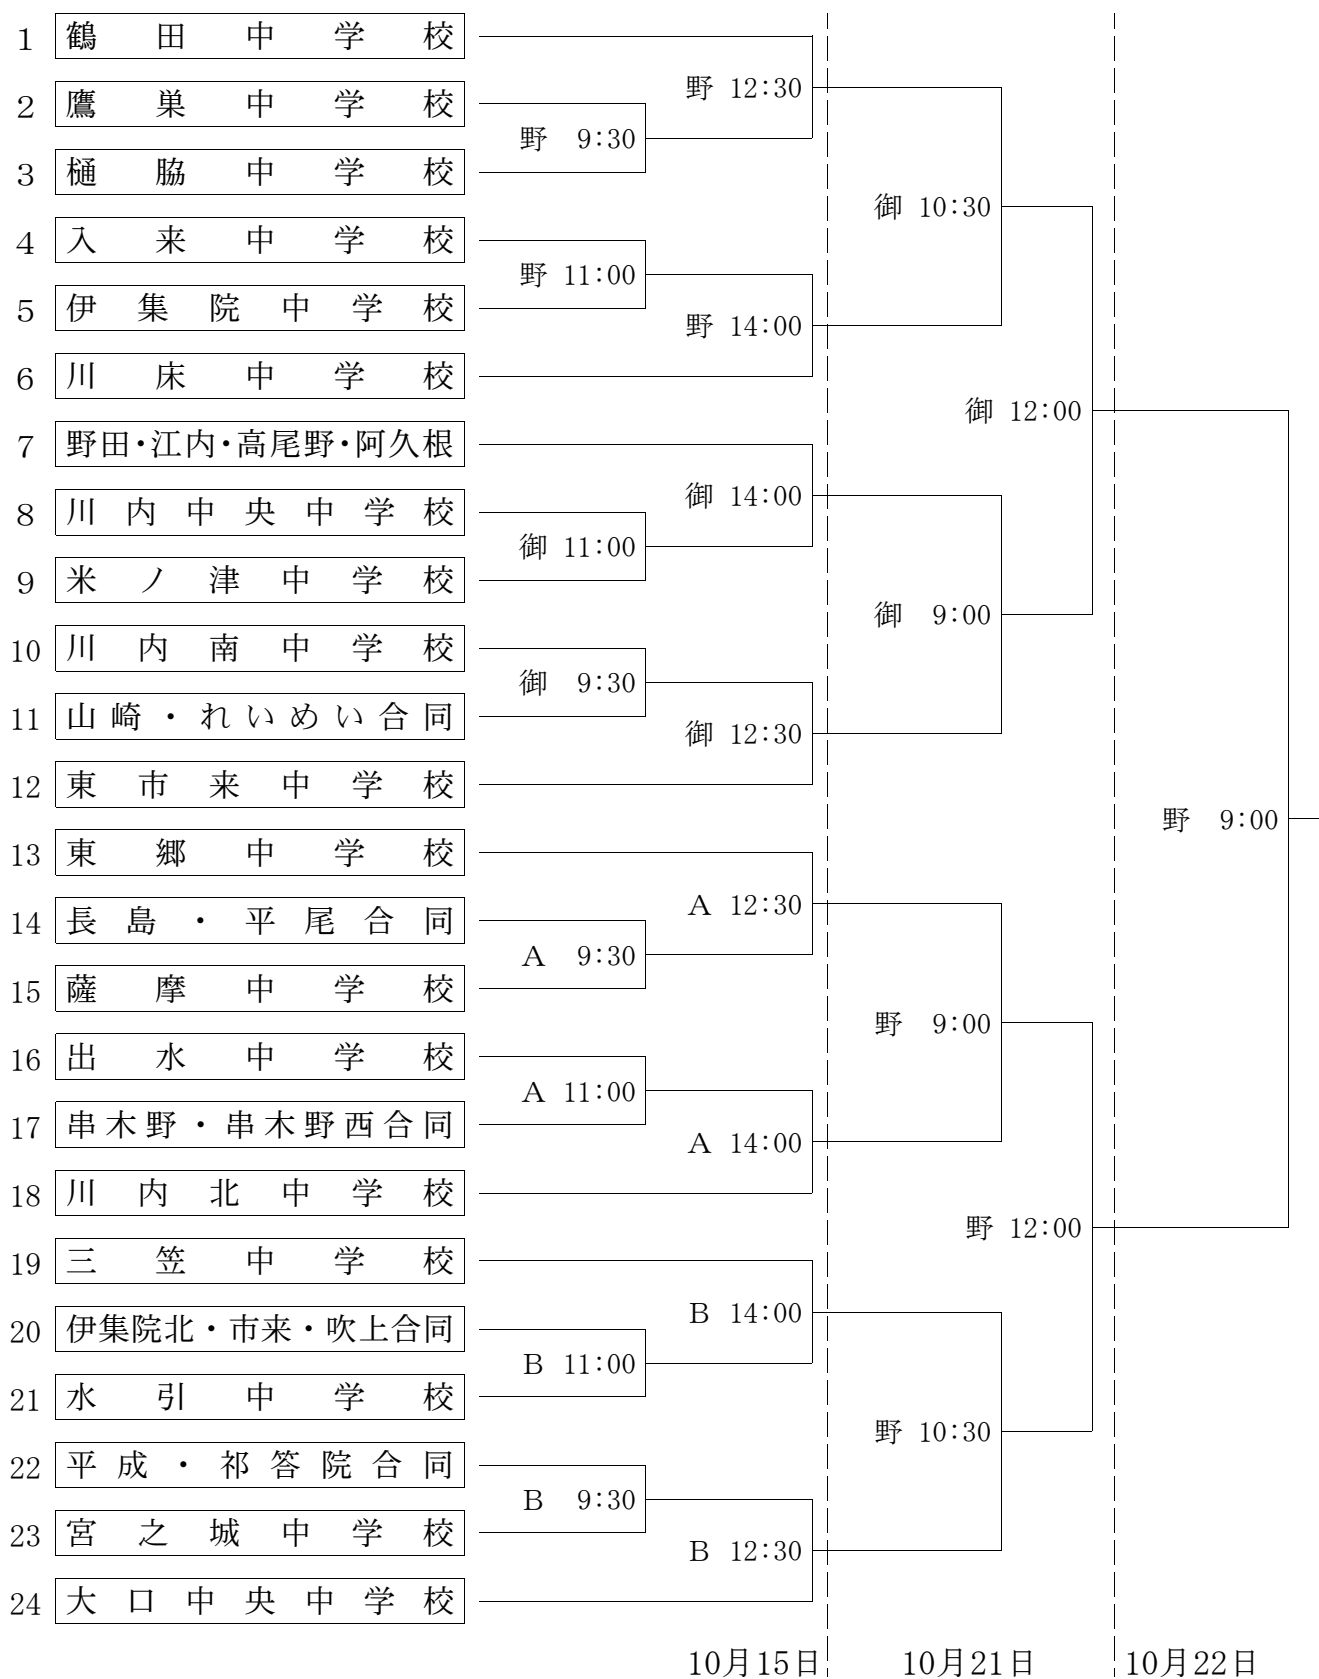 1 鶴田中学校
野 12:30
2 鷹巣中学校
野 9:30
3 樋脇中学校
御 10:30
4 入来中学校
野 11:00
5 伊集院中学校
野 14:00
6 川床中学校
御 12:00
7 野田・江内・高尾野・阿久根
御 14:00
8 川内中央中学校
御 11:00
9 米ノ津中学校
御 9:00
10 川内南中学校
御 9:30
11 山崎・れいめい合同
御 12:30
12 東市来中学校
野 9:00
13 東郷中学校
A 12:30
14 長島・平尾合同
A 9:30
15 薩摩中学校
野 9:00
16 出水中学校
A 11:00
17 串木野・串木野西合同
A 14:00
18 川内北中学校
野 12:00
19 三笠中学校
B 14:00
20 伊集院北・市来・吹上合同
B 11:00
21 水引中学校
野 10:30
22 平成・祁答院合同
B 9:30
23 宮之城中学校
B 12:30
24 大口中央中学校
10月15日 10月21日 10月22日